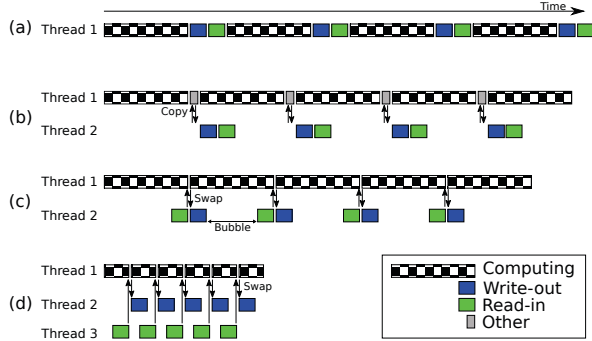 Time
(a) Thread 1
Thread 1
(b) Copy
Thread 2
Thread 1
(c) Swap
Thread 2
Bubble
Thread 1
Swap
(d) Thread 2
Thread 3
Computing
Write-out
Read-in
Other